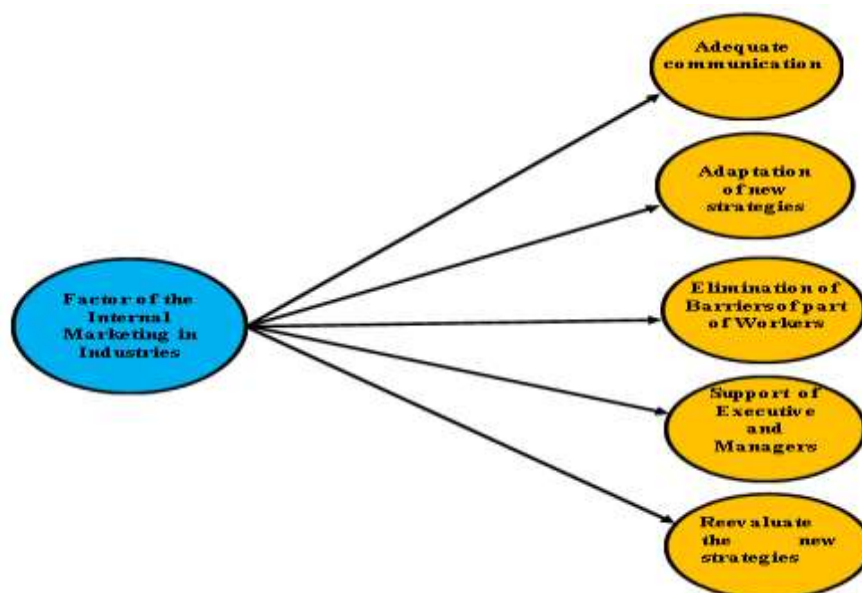 Adequate
communication
Adaptation
of new
strategies
Factor of the
Internal
Marketing in
Industries
Elimination of
Barriers of part
of Workers
Support of
Executive
and
Managers
Reevaluate
the new
strategies